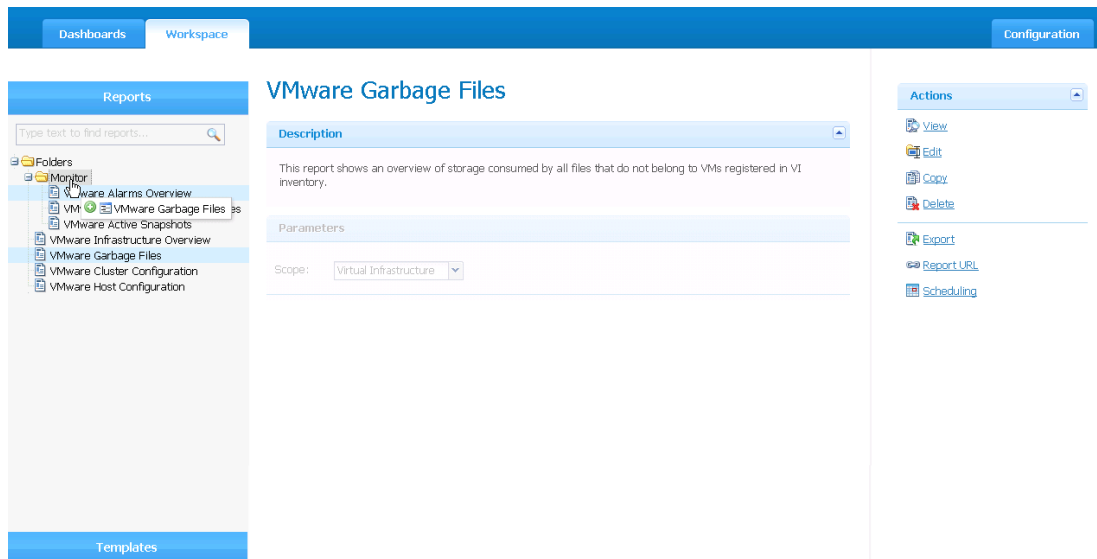 Dashboards
Workspace
Configuration
Reports
Type text to find reports...
Folders
Monitor
VMware Alarms Overview
VMware Garbage Files
VMware Active Snapshots
VMware Infrastructure Overview
VMware Garbage Files
VMware Cluster Configuration
VMware Host Configuration
Templates
VMware Garbage Files
Description
This report shows an overview of storage consumed by all files that do not belong to VMs registered in VI
inventory.
Parameters
Scope: Virtual Infrastructure
Actions
View
Edit
Copy
Delete
Export
Report URL
Scheduling